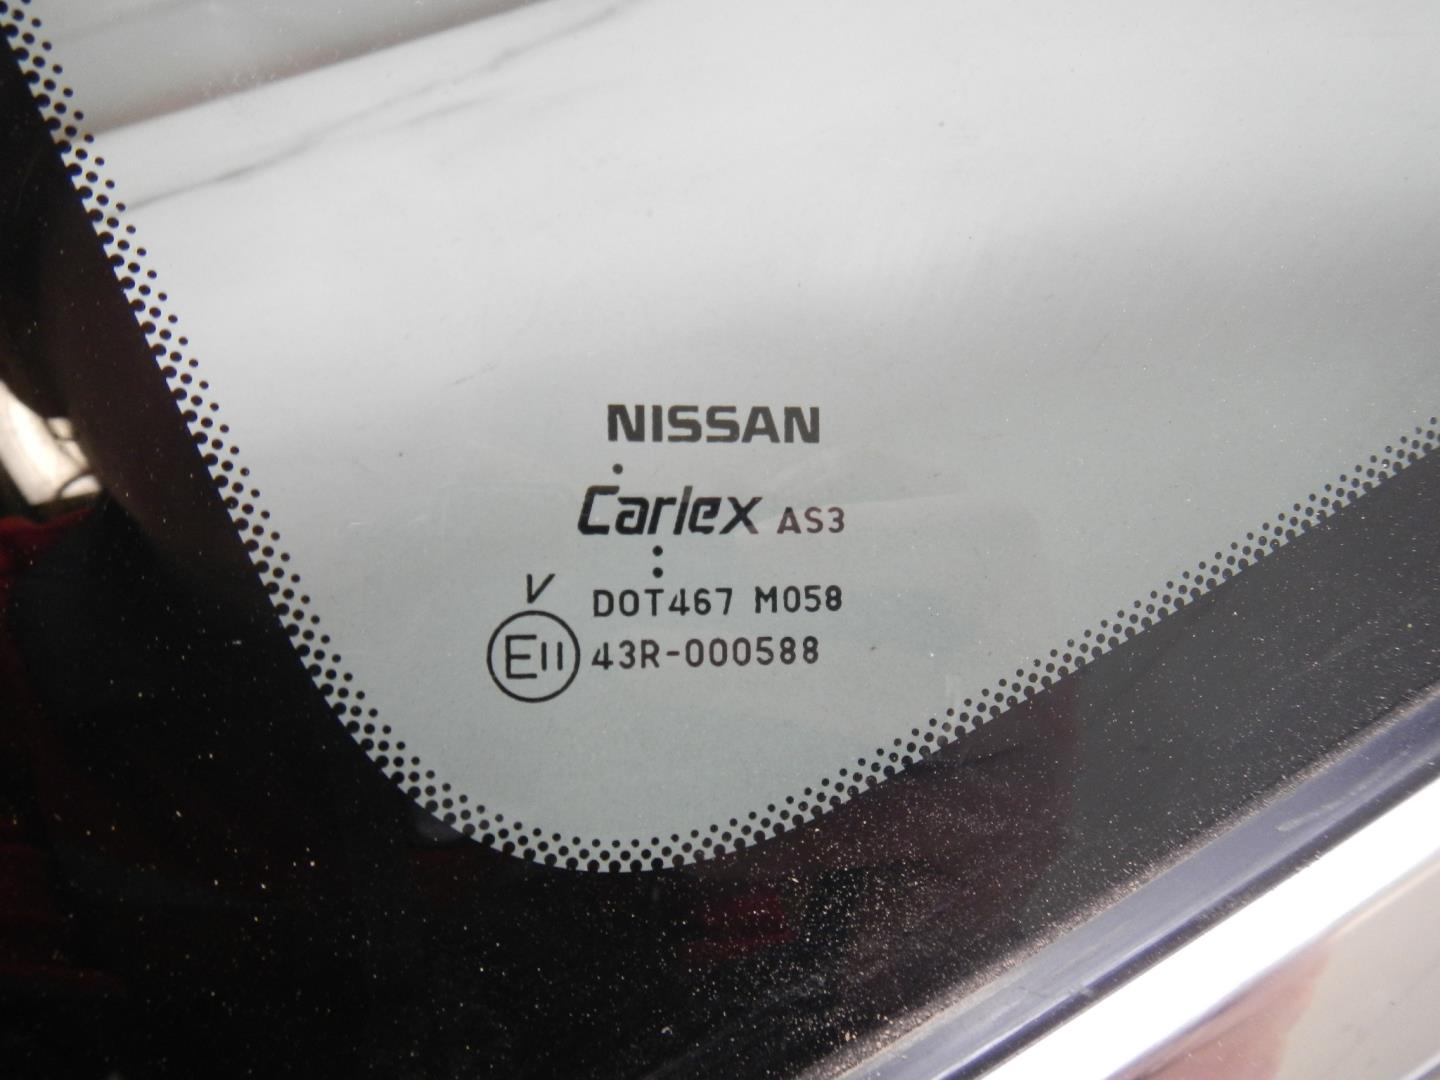 NISSAN
Carlex AS3
V DOT467 M058
E11 43R-000588